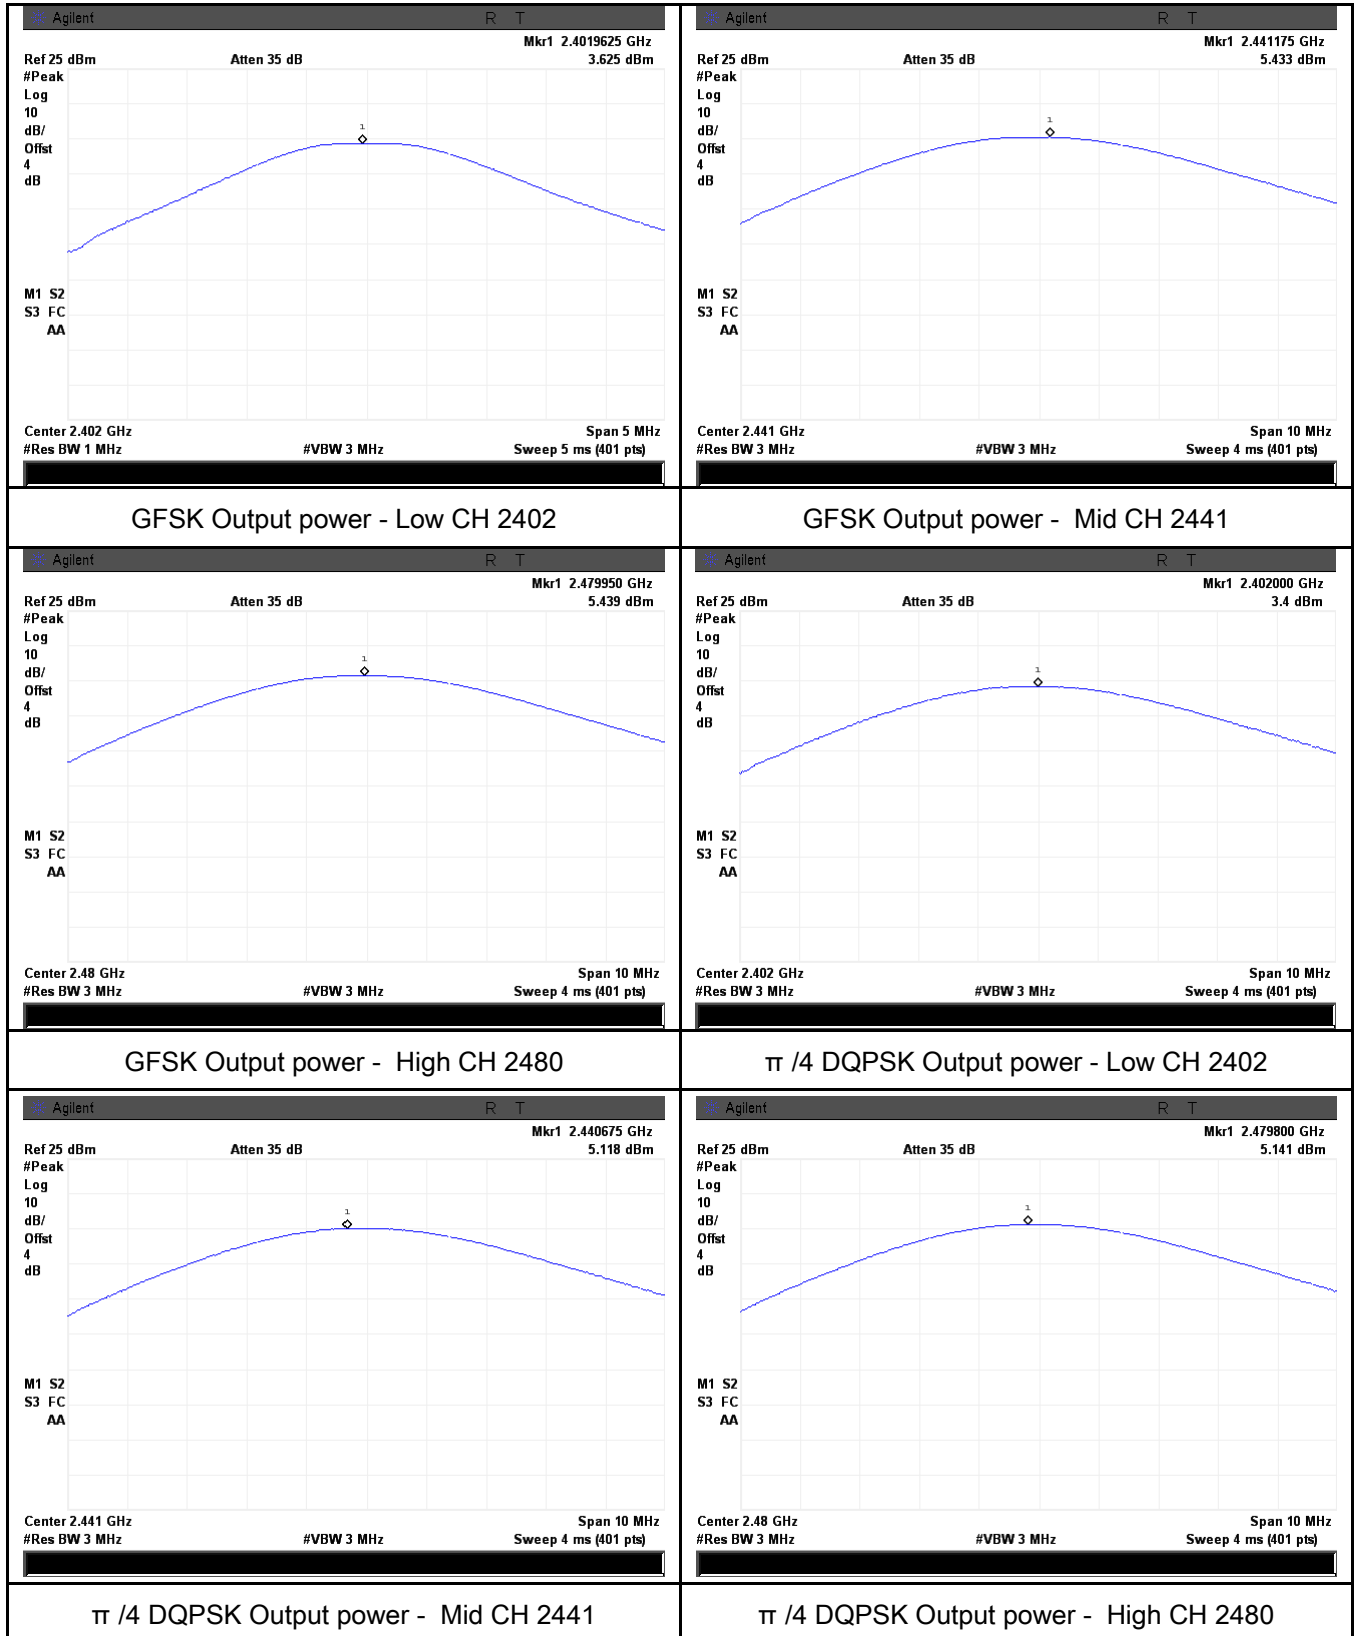 Agilent R T
Mkr1 2.4019625 GHz
Ref 25 dBm Atten 35 dB 3.625 dBm
#Peak
Log
10
dB/
Offst
4
dB
1
M1 S2
S3 FC
AA
Center 2.402 GHz Span 5 MHz
#Res BW 1 MHz #VBW 3 MHz Sweep 5 ms (401 pts)
GFSK Output power - Low CH 2402
Agilent R T
Mkr1 2.441175 GHz
Ref 25 dBm Atten 35 dB 5.433 dBm
#Peak
Log
10
dB/
Offst
4
dB
1
M1 S2
S3 FC
AA
Center 2.441 GHz Span 10 MHz
#Res BW 3 MHz #VBW 3 MHz Sweep 4 ms (401 pts)
GFSK Output power - Mid CH 2441
Agilent R T
Mkr1 2.479950 GHz
Ref 25 dBm Atten 35 dB 5.439 dBm
#Peak
Log
10
dB/
Offst
4
dB
1
M1 S2
S3 FC
AA
Center 2.48 GHz Span 10 MHz
#Res BW 3 MHz #VBW 3 MHz Sweep 4 ms (401 pts)
GFSK Output power - High CH 2480
Agilent R T
Mkr1 2.402000 GHz
Ref 25 dBm Atten 35 dB 3.4 dBm
#Peak
Log
10
dB/
Offst
4
dB
1
M1 S2
S3 FC
AA
Center 2.402 GHz Span 10 MHz
#Res BW 3 MHz #VBW 3 MHz Sweep 4 ms (401 pts)
π /4 DQPSK Output power - Low CH 2402
Agilent R T
Mkr1 2.440675 GHz
Ref 25 dBm Atten 35 dB 5.118 dBm
#Peak
Log
10
dB/
Offst
4
dB
1
M1 S2
S3 FC
AA
Center 2.441 GHz Span 10 MHz
#Res BW 3 MHz #VBW 3 MHz Sweep 4 ms (401 pts)
π /4 DQPSK Output power - Mid CH 2441
Agilent R T
Mkr1 2.479800 GHz
Ref 25 dBm Atten 35 dB 5.141 dBm
#Peak
Log
10
dB/
Offst
4
dB
1
M1 S2
S3 FC
AA
Center 2.48 GHz Span 10 MHz
#Res BW 3 MHz #VBW 3 MHz Sweep 4 ms (401 pts)
π /4 DQPSK Output power - High CH 2480